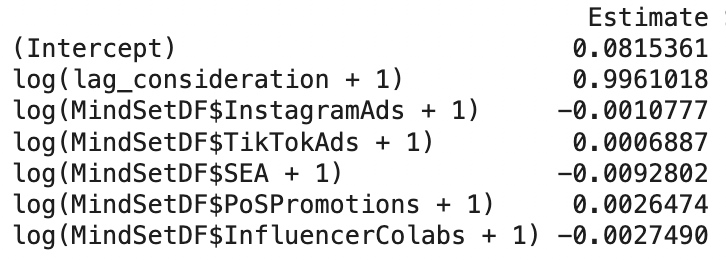 Estimate
(Intercept) 0.0815361
log(lag_consideration + 1) 0.9961018
log(MindSetDF$InstagramAds + 1) -0.0010777
log(MindSetDF$TikTokAds + 1) 0.0006887
log(MindSetDF$SEA + 1) -0.0092802
log(MindSetDF$PoSPromotions + 1) 0.0026474
log(MindSetDF$InfluencerColabs + 1) -0.0027490